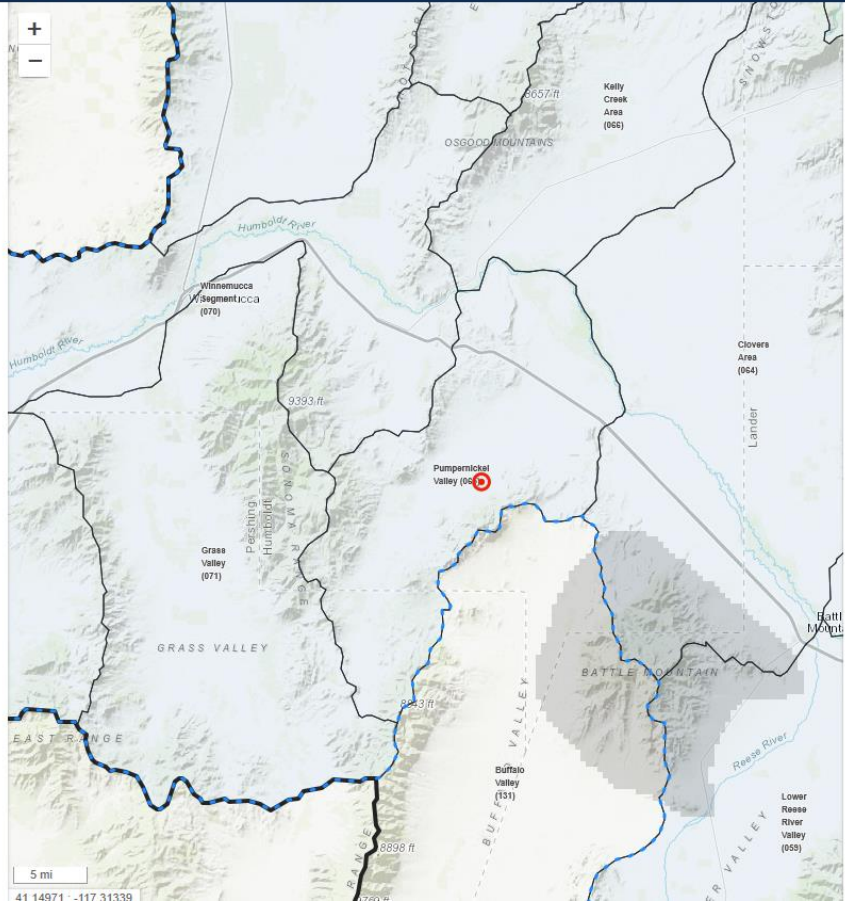 +
−
8657 ft
Kelly
Creek
Area
(066)
OSGOOD MOUNTAINS
Humboldt River
Winnemucca
Segment
(070)
Humboldt River
Clovers
Area
(064)
9393 ft
Lander
Pumpernickel
Valley
SONOMA RANGE
Pershing
Humboldt
Grass
Valley
(071)
GRASS VALLEY
BATTLE MOUNTAIN
8843 ft
EAST RANGE
BUFFALO VALLEY
Reese River
Buffalo
Valley
(131)
Lower
Reese
River
Valley
(059)
RANGE
8898 ft
ER VALLEY
5 mi
41.14971 : -117.31339